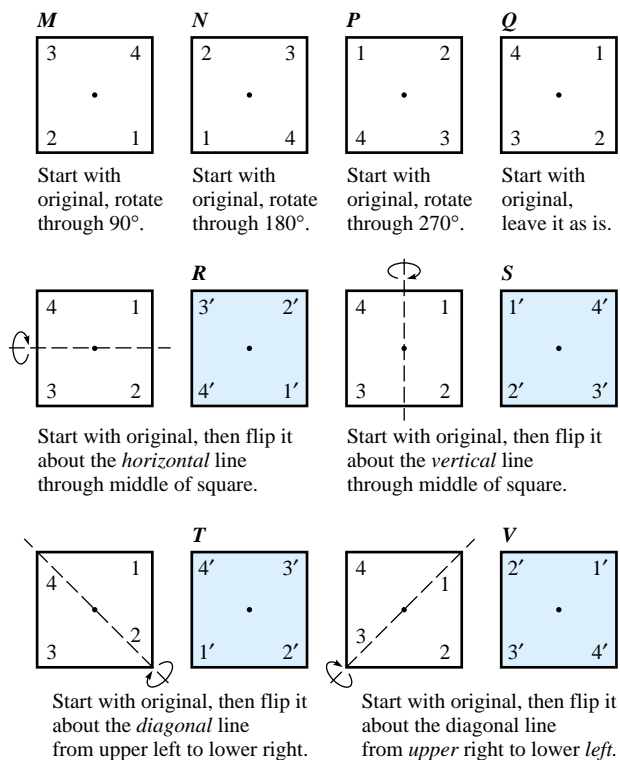 M N P Q
3 4 2 3 1 2 4 1
2 1 1 4 4 3 3 2
Start with Start with Start with Start with
original, rotate original, rotate original, rotate original,
through 90°. through 180°. through 270°. leave it as is.
R S
4 1 3′ 2′ 4 1 1′ 4′
3 2 4′ 1′ 3 2 2′ 3′
Start with original, then flip it
about the horizontal line
through middle of square.
Start with original, then flip it
about the vertical line
through middle of square.
T V
4 1 4′ 3′ 4 1 2′ 1′
3 2 1′ 2′ 3 2 3′ 4′
Start with original, then flip it
about the diagonal line
from upper left to lower right.
Start with original, then flip it
about the diagonal line
from upper right to lower left.